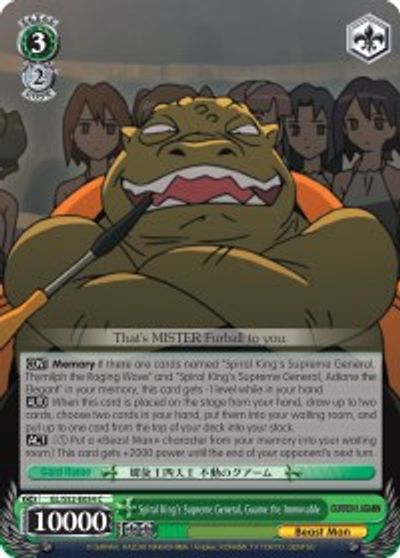 3
2
That's MISTER Furball to you.
CONT Memory If there are cards named "Spiral King's Supreme General,
Thymilph the Raging Wave" and "Spiral King's Supreme General, Adiane the
Elegant" in your memory, this card gets -1 level while in your hand.
AUTO When this card is placed on the stage from your hand, draw up to two
cards, choose two cards in your hand, put them into your waiting room, and
put up to one card from the top of your deck into your stock.
ACT [① Put a «Beast Man» character from your memory into your waiting
room] This card gets +2000 power until the end of your opponent's next turn.
Card Name 螺旋王四天王 不動のグアーム
10000
Spiral King's Supreme General, Guame the Immovable
Beast Man